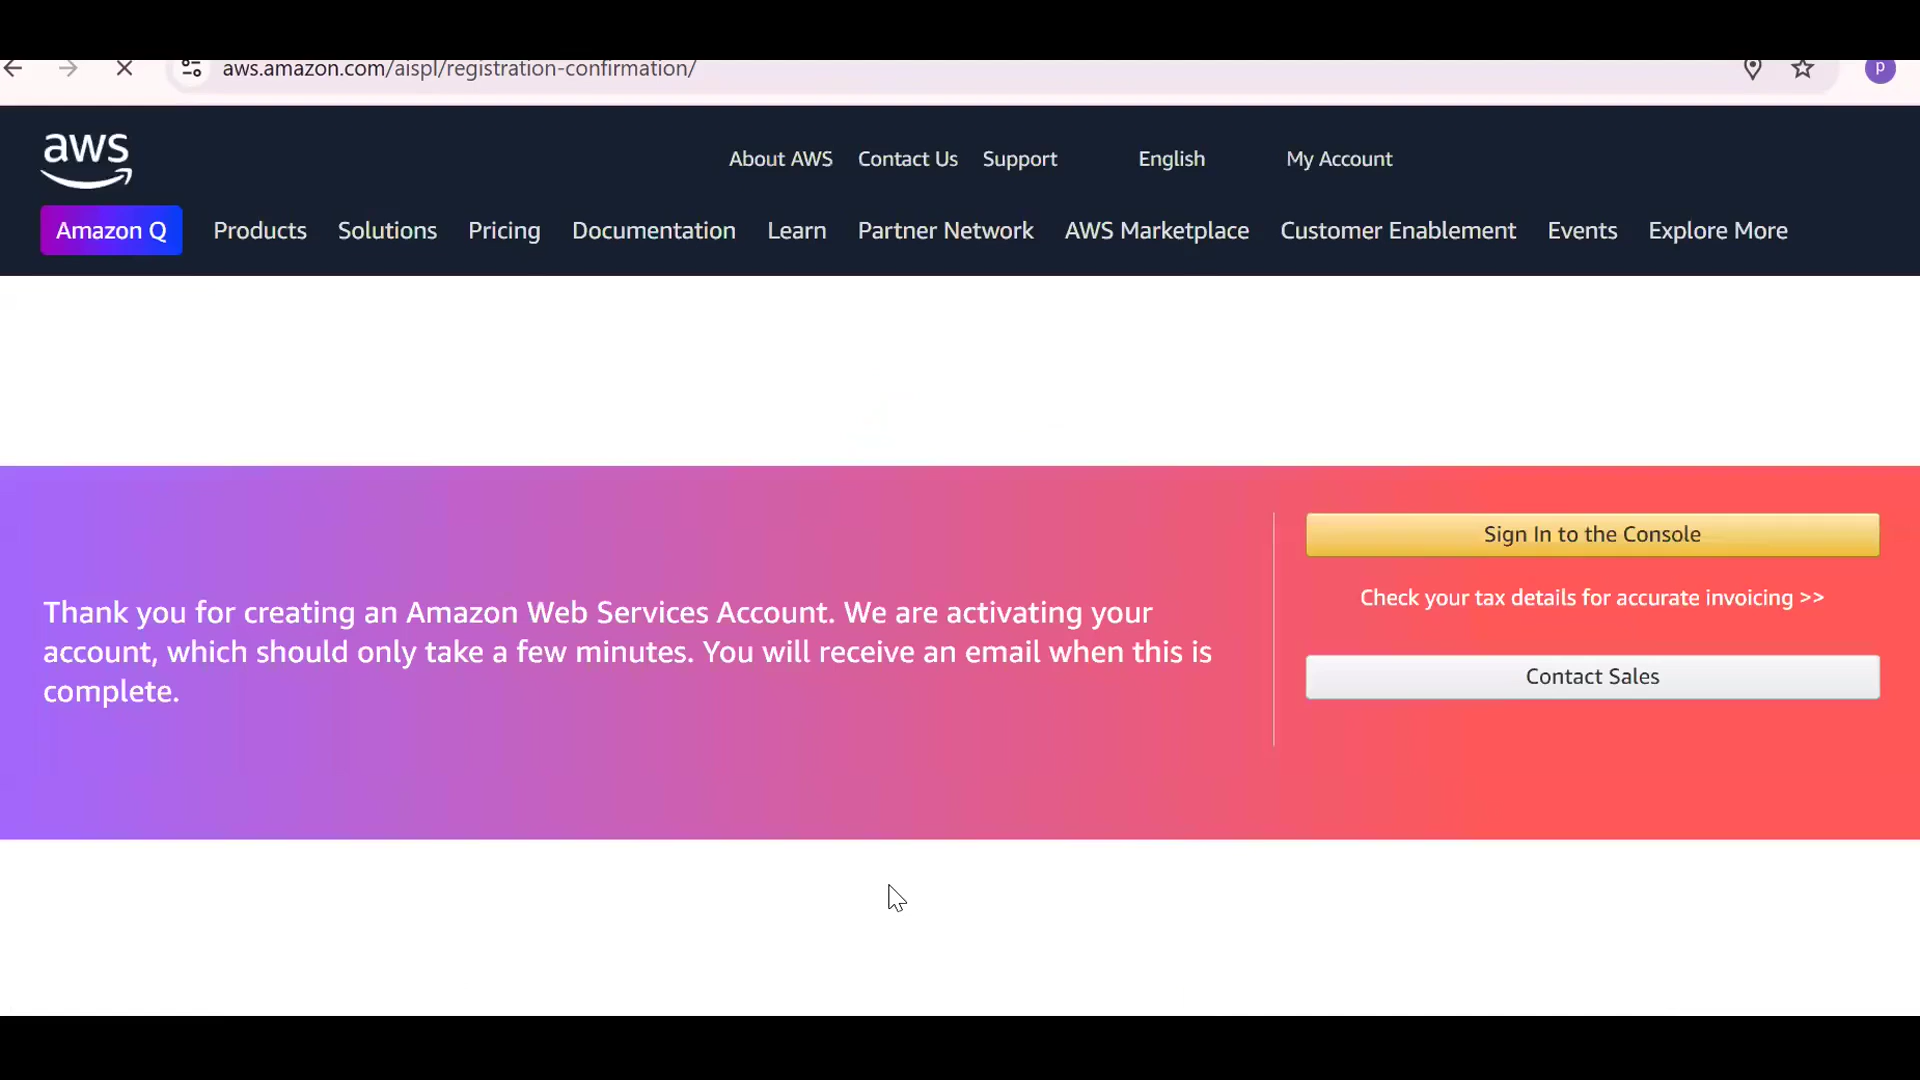 aws.amazon.com/aispl/registration-confirmation/
p
aws
About AWS Contact Us Support English My Account
Amazon Q Products Solutions Pricing Documentation Learn Partner Network AWS Marketplace Customer Enablement Events Explore More
Thank you for creating an Amazon Web Services Account. We are activating your
account, which should only take a few minutes. You will receive an email when this is
complete.
Sign In to the Console
Check your tax details for accurate invoicing >>
Contact Sales